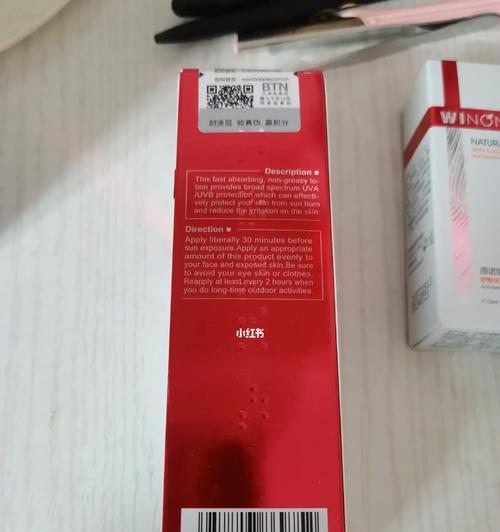 BTN
刮涂层 验真伪 赢积分
Description
This fast absorbing, non-greasy lo-
tion provides broad spectrum UVA
/UVB protection which can effecti-
vely protect your skin from sun burn
and reduce the irritation on the skin.
Direction
Apply liberally 30 minutes before
sun exposure.Apply an appropriate
amount of this product evenly to
your face and exposed skin.Be sure
to avoid your eye skin or clothes.
Reapply at least every 2 hours when
you do long-time outdoor activities.
小红书
WINON
NATURA